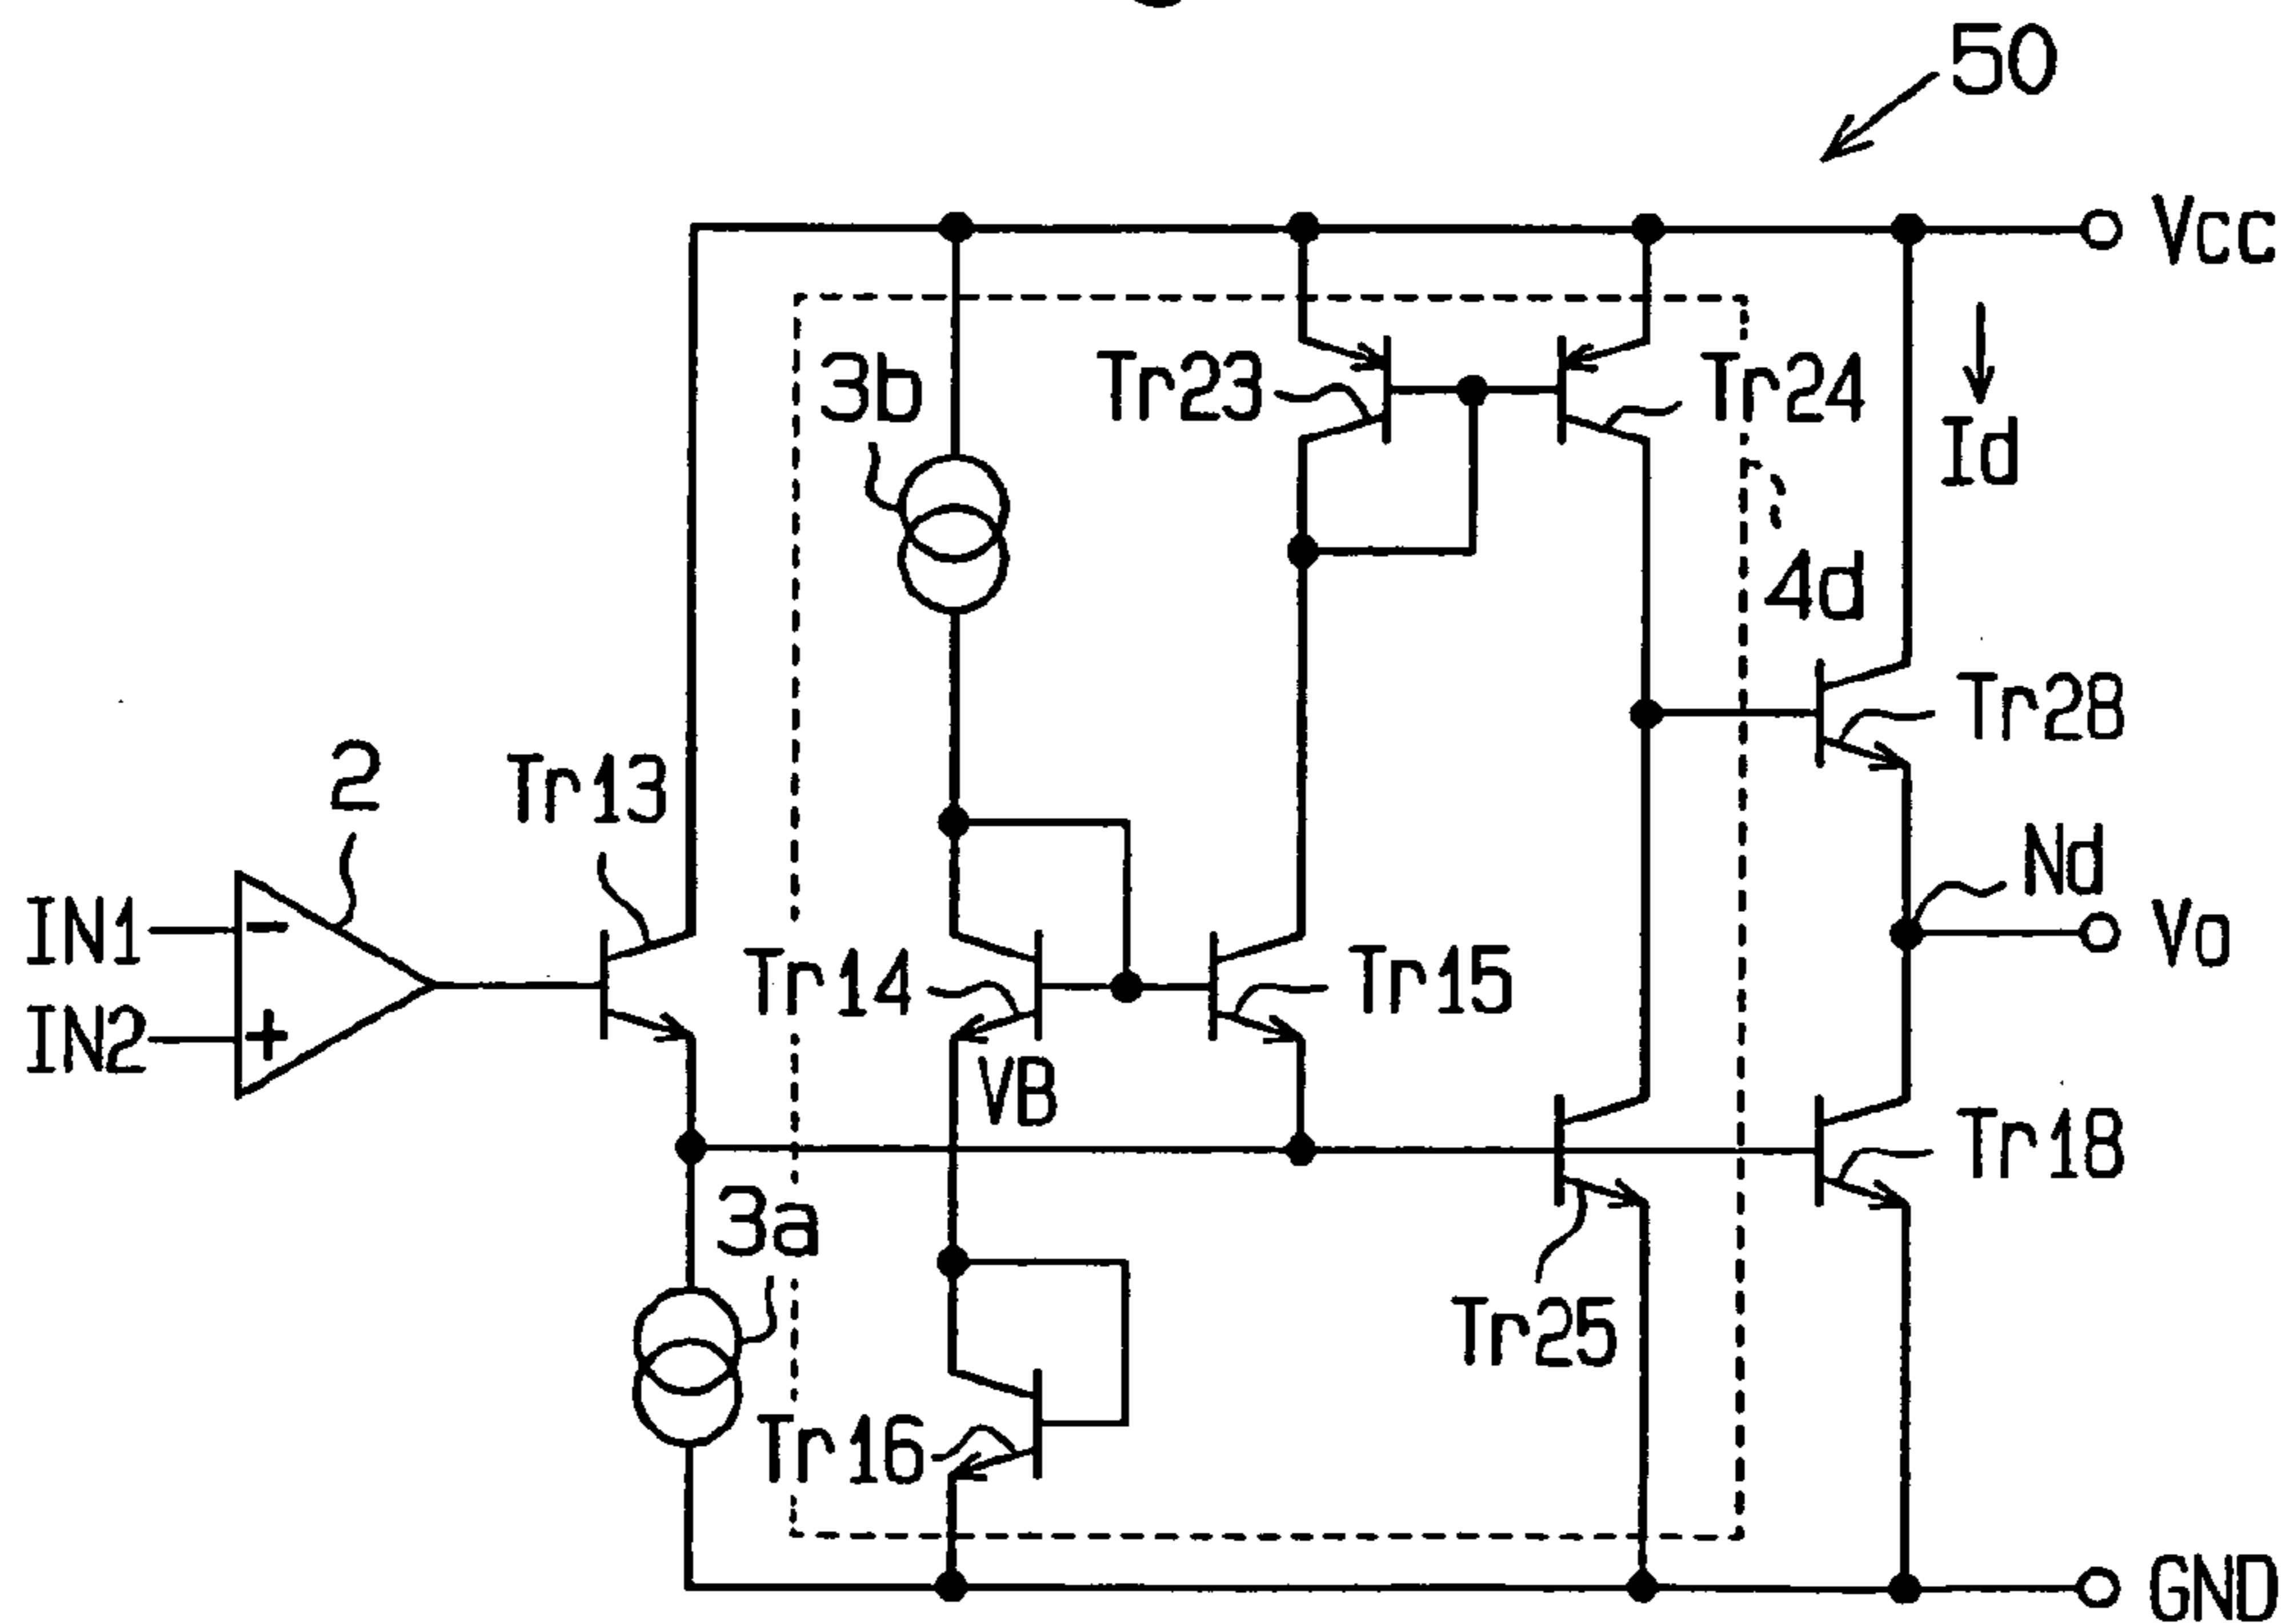 50
Vcc
3b
Tr23
Tr24
Id
4d
Tr28
2
Tr13
Nd
IN1
-
Tr14
Tr15
Vo
IN2
+
VB
Tr18
3a
Tr25
Tr16
GND